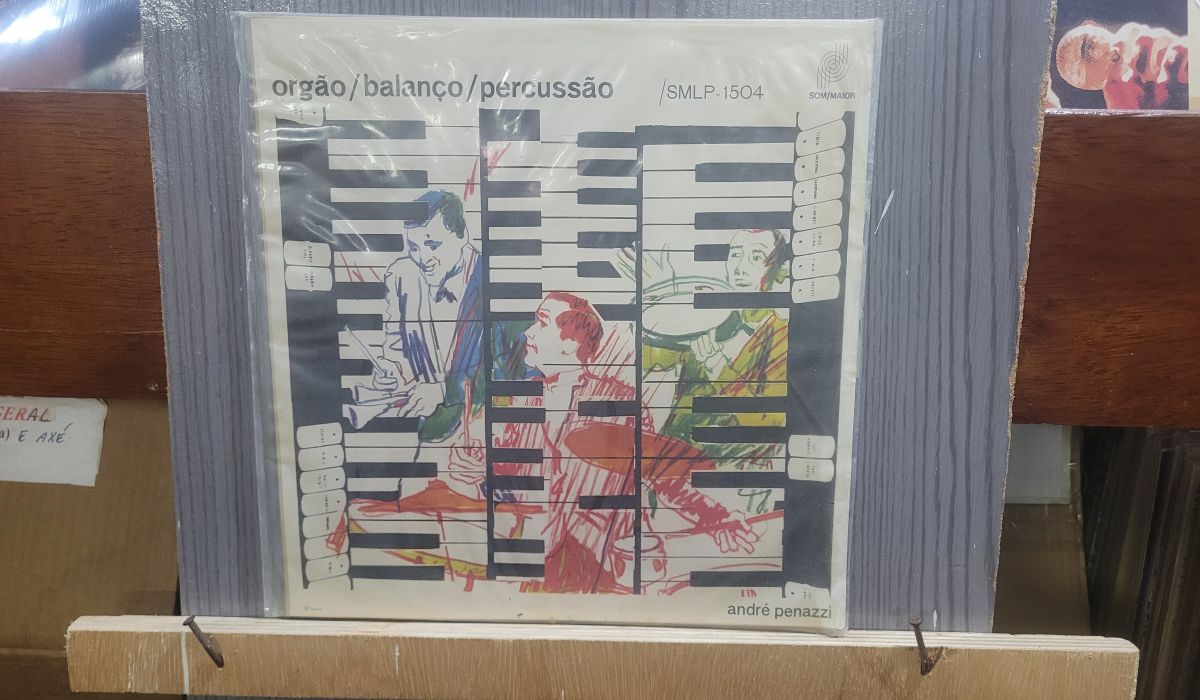 orgão/balanço/percussão
/SMLP-1504
SOM/MAIOR
andré penazzi
GERAL
E AXÉ